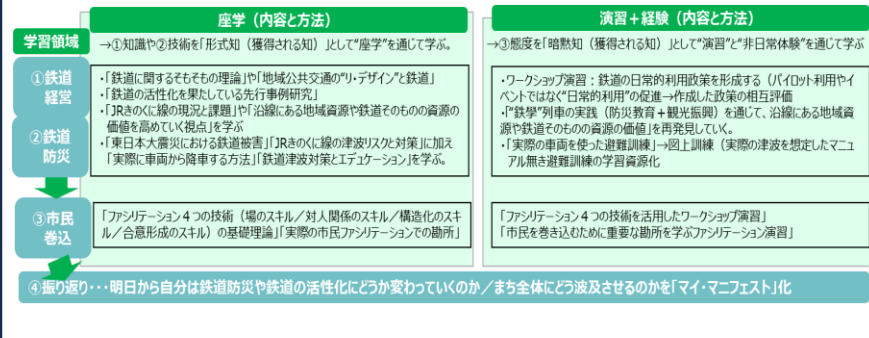 座学（内容と方法）
演習＋経験（内容と方法）
学習領域
→①知識や②技術を「形式知（獲得される知）」として“座学”を通じて学ぶ。
→③態度を「暗黙知（獲得される知）」として“演習”と“非日常体験”を通じて学ぶ
①鉄道
経営
②鉄道
防災
・「鉄道に関するそもそもの理論」や「地域公共交通の“リ・デザイン”と鉄道」
・「鉄道の活性化を果たしている先行事例研究」
・「JRきのくに線の現況と課題」や「沿線にある地域資源や鉄道そのものの資源の
価値を高めていく視点」を学ぶ
・「東日本大震災における鉄道被害」「JRきのくに線の津波リスクと対策」に加え
「実際に車両から降車する方法」「鉄道津波対策とエデュケーション」を学ぶ。
・ワークショップ演習：鉄道の日常的利用政策を形成する（パイロット利用やイ
ベントではなく“日常的利用”の促進→作成した政策の相互評価
・「“鉄學”列車の実践（防災教育＋観光振興）を通じて、沿線にある地域資
源や鉄道そのものの資源の価値」を再発見していく。
・「実際の車両を使った避難訓練」→図上訓練（実際の津波を想定したマニュ
アル無き避難訓練の学習資源化
③市民
巻込
「ファシリテーション４つの技術（場のスキル／対人関係のスキル／構造化のスキ
ル／合意形成のスキル）の基礎理論」「実際の市民ファシリテーションでの勘所」
「ファシリテーション４つの技術を活用したワークショップ演習」
「市民を巻き込むために重要な勘所を学ぶファシリテーション演習」
④振り返り・・・明日から自分は鉄道防災や鉄道の活性化にどうか変わっていくのか／まち全体にどう波及させるのかを「マイ・マニフェスト」化